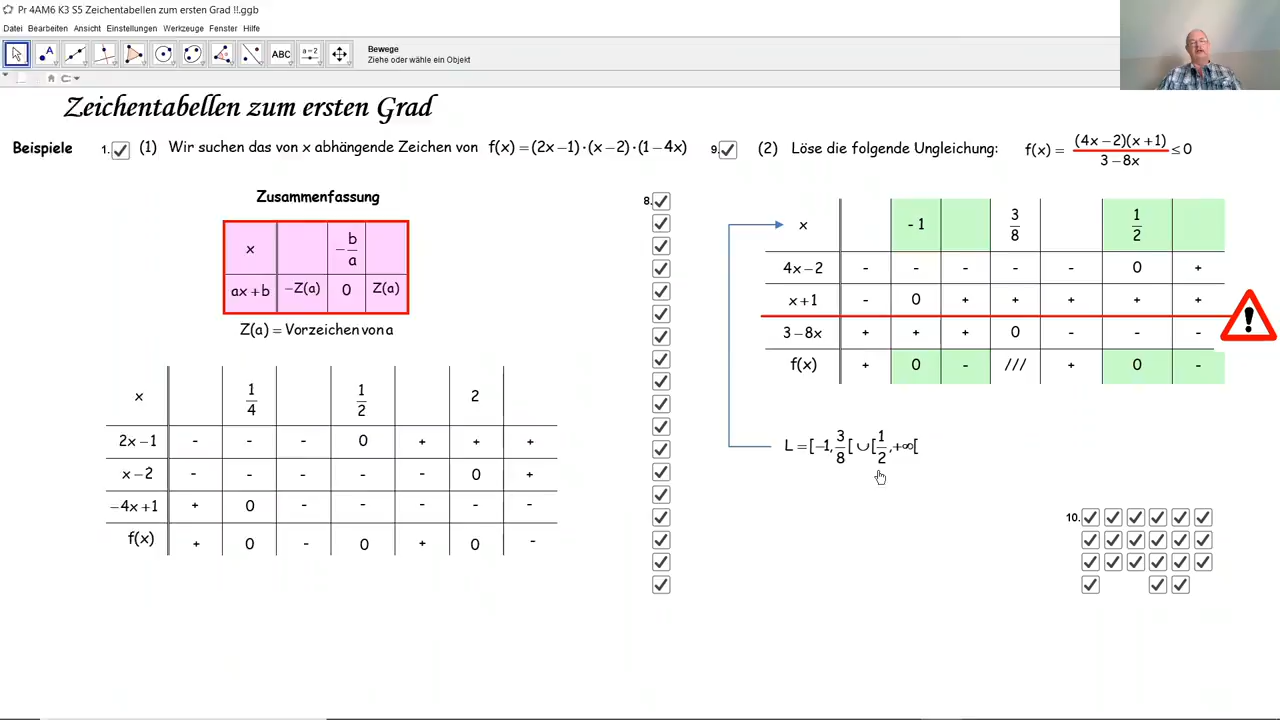 Pr 4AM6 K3 S5 Zeichentabellen zum ersten Grad !!.ggb
Datei Bearbeiten Ansicht Einstellungen Werkzeuge Fenster Hilfe
ABC
a=2
Bewege
Ziehe oder wähle ein Objekt
Zeichentabellen zum ersten Grad
Beispiele 1. (1) Wir suchen das von x abhängende Zeichen von f(x)=(2x−1)·(x−2)·(1−4x)
Zusammenfassung
x −b/a
ax+b −Z(a) 0 Z(a)
Z(a) = Vorzeichen von a
x 1/4 1/2 2
2x−1 - - - 0 + + +
x−2 - - - - - 0 +
−4x+1 + 0 - - - - -
f(x) + 0 - 0 + 0 -
8.
9. (2) Löse die folgende Ungleichung: f(x) = (4x−2)(x+1)/3−8x ≤0
x -1 3/8 1/2
4x−2 - - - - - 0 +
x+1 - 0 + + + + +
3−8x + + + 0 - - -
f(x) + 0 - /// + 0 -
!
L =[−1,3/8[ ∪[1/2,+∞[
10.